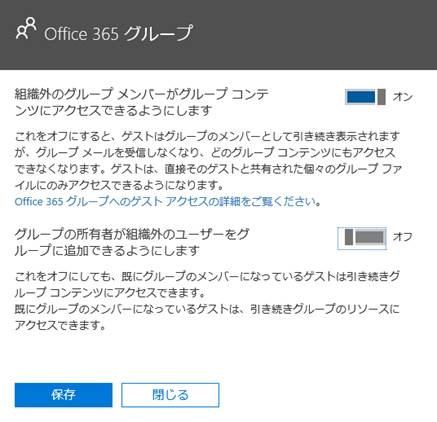 Office 365 グループ
組織外のグループ メンバーがグループ コンテ
ンツにアクセスできるようにします
オン
これをオフにすると、ゲストはグループのメンバーとして引き続き表示されます
が、グループ メールを受信しなくなり、どのグループ コンテンツにもアクセス
できなくなります。ゲストは、直接そのゲストと共有された個々のグループ ファ
イルにのみアクセスできるようになります。
Office 365 グループへのゲスト アクセスの詳細をご覧ください。
グループの所有者が組織外のユーザーをグ
ループに追加できるようにします
オフ
これをオフにしても、既にグループのメンバーになっているゲストは引き続きグ
ループ コンテンツにアクセスできます。
既にグループのメンバーになっているゲストは、引き続きグループのリソースに
アクセスできます。
保存
閉じる